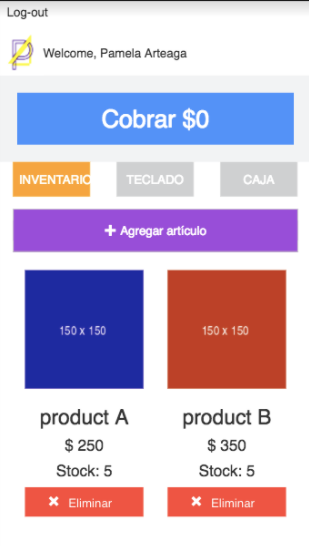 Log-out
Welcome, Pamela Arteaga
Cobrar $0
INVENTARIO TECLADO CAJA
+ Agregar artículo
150 x 150 150 x 150
product A product B
$ 250 $ 350
Stock: 5 Stock: 5
× Eliminar × Eliminar